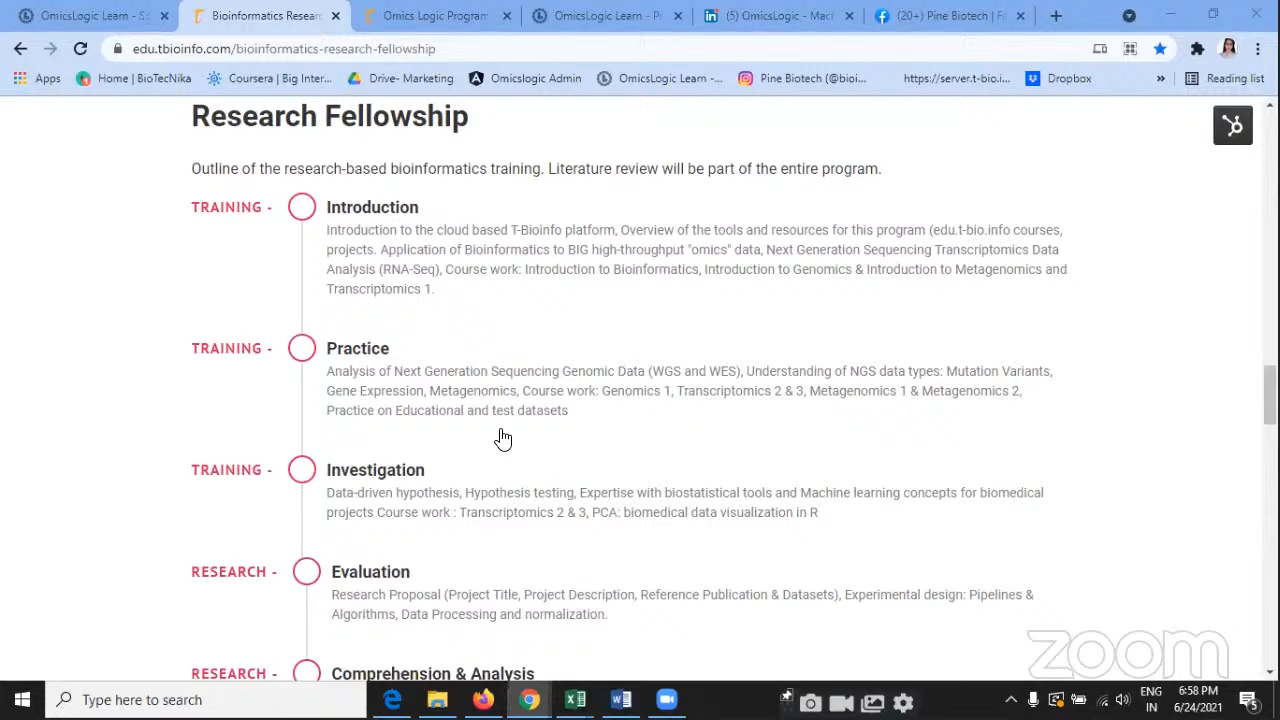 OmicsLogic Learn - S
Bioinformatics Resear
Omics Logic Program
OmicsLogic Learn - P
(5) OmicsLogic - Mac
(20+) Pine Biotech | F
edu.tbioinfo.com/bioinformatics-research-fellowship
Apps
Home | BioTecNika
Coursera | Big Inter...
Drive- Marketing
Omicslogic Admin
OmicsLogic Learn -...
Pine Biotech (@bioi...
https://server.t-bio.i...
Dropbox
»
Reading list
Research Fellowship
Outline of the research-based bioinformatics training. Literature review will be part of the entire program.
TRAINING -
Introduction
Introduction to the cloud based T-Bioinfo platform, Overview of the tools and resources for this program (edu.t-bio.info courses,
projects. Application of Bioinformatics to BIG high-throughput "omics" data, Next Generation Sequencing Transcriptomics Data
Analysis (RNA-Seq), Course work: Introduction to Bioinformatics, Introduction to Genomics & Introduction to Metagenomics and
Transcriptomics 1.
TRAINING -
Practice
Analysis of Next Generation Sequencing Genomic Data (WGS and WES), Understanding of NGS data types: Mutation Variants,
Gene Expression, Metagenomics, Course work: Genomics 1, Transcriptomics 2 & 3, Metagenomics 1 & Metagenomics 2,
Practice on Educational and test datasets
TRAINING -
Investigation
Data-driven hypothesis, Hypothesis testing, Expertise with biostatistical tools and Machine learning concepts for biomedical
projects Course work : Transcriptomics 2 & 3, PCA: biomedical data visualization in R
RESEARCH -
Evaluation
Research Proposal (Project Title, Project Description, Reference Publication & Datasets), Experimental design: Pipelines &
Algorithms, Data Processing and normalization.
RESEARCH -
Comprehension & Analysis
zoom
Type here to search
ENG
IN
6:58 PM
6/24/2021
5